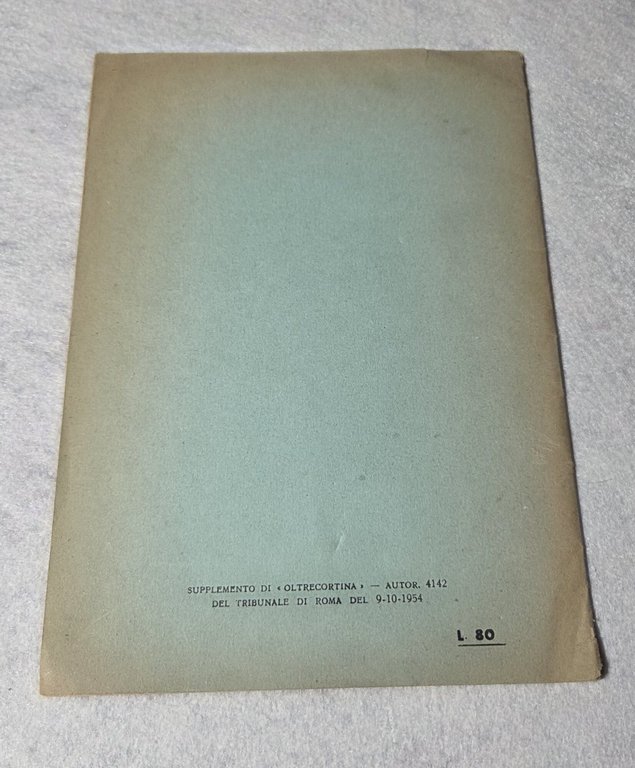 SUPPLEMENTO DI « OLTRECORTINA » — AUTOR. 4142
DEL TRIBUNALE DI ROMA DEL 9-10-1954
L. 80